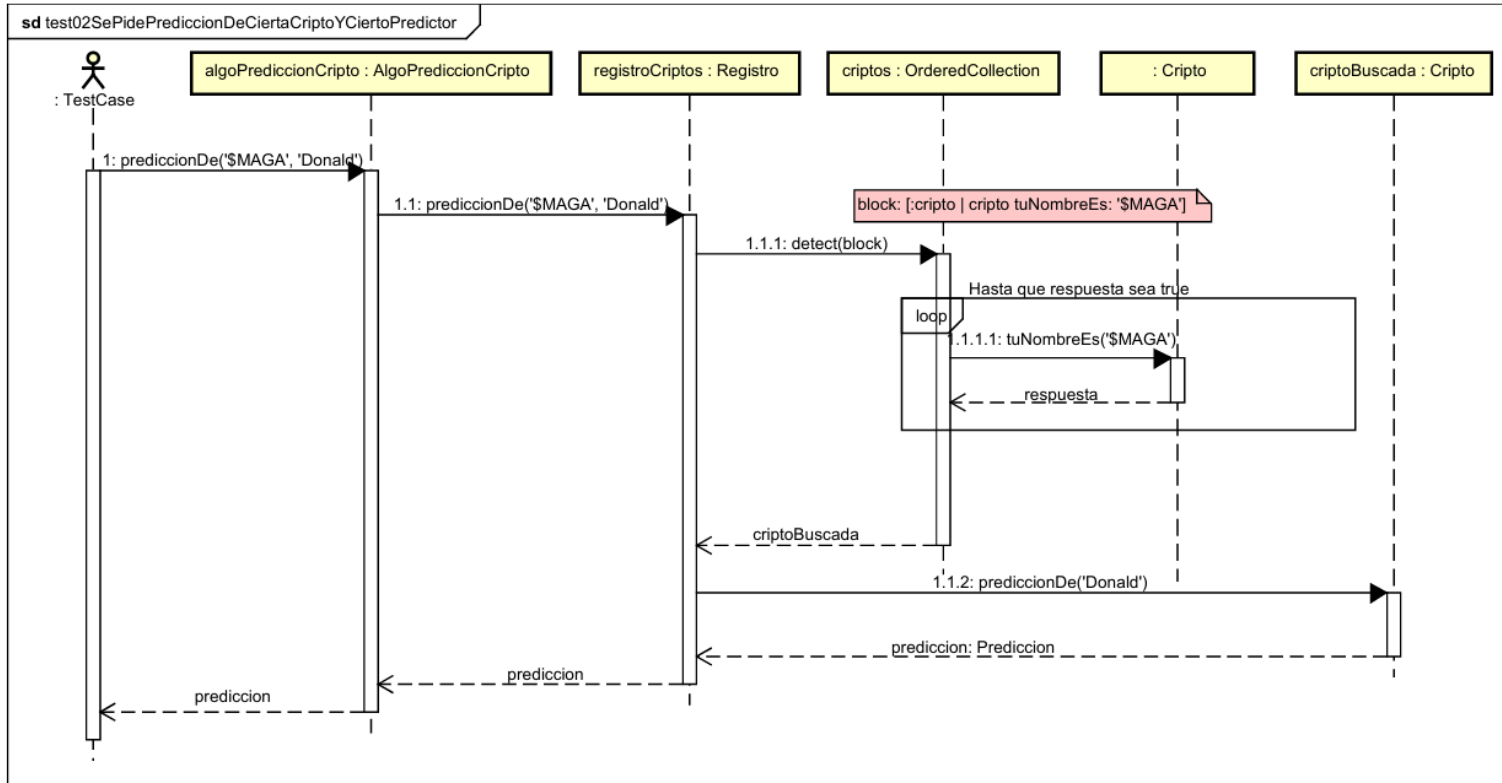 sd test02SePidePrediccionDeCiertaCriptoYCiertoPredictor
: TestCase
algoPrediccionCripto : AlgoPrediccionCripto
registroCriptos : Registro
criptos : OrderedCollection
: Cripto
criptoBuscada : Cripto
1: prediccionDe('$MAGA', 'Donald')
1.1: prediccionDe('$MAGA', 'Donald')
block: [:cripto | cripto tuNombreEs: '$MAGA']
1.1.1: detect(block)
Hasta que respuesta sea true
loop
1.1.1.1: tuNombreEs('$MAGA')
respuesta
criptoBuscada
1.1.2: prediccionDe('Donald')
prediccion: Prediccion
prediccion
prediccion